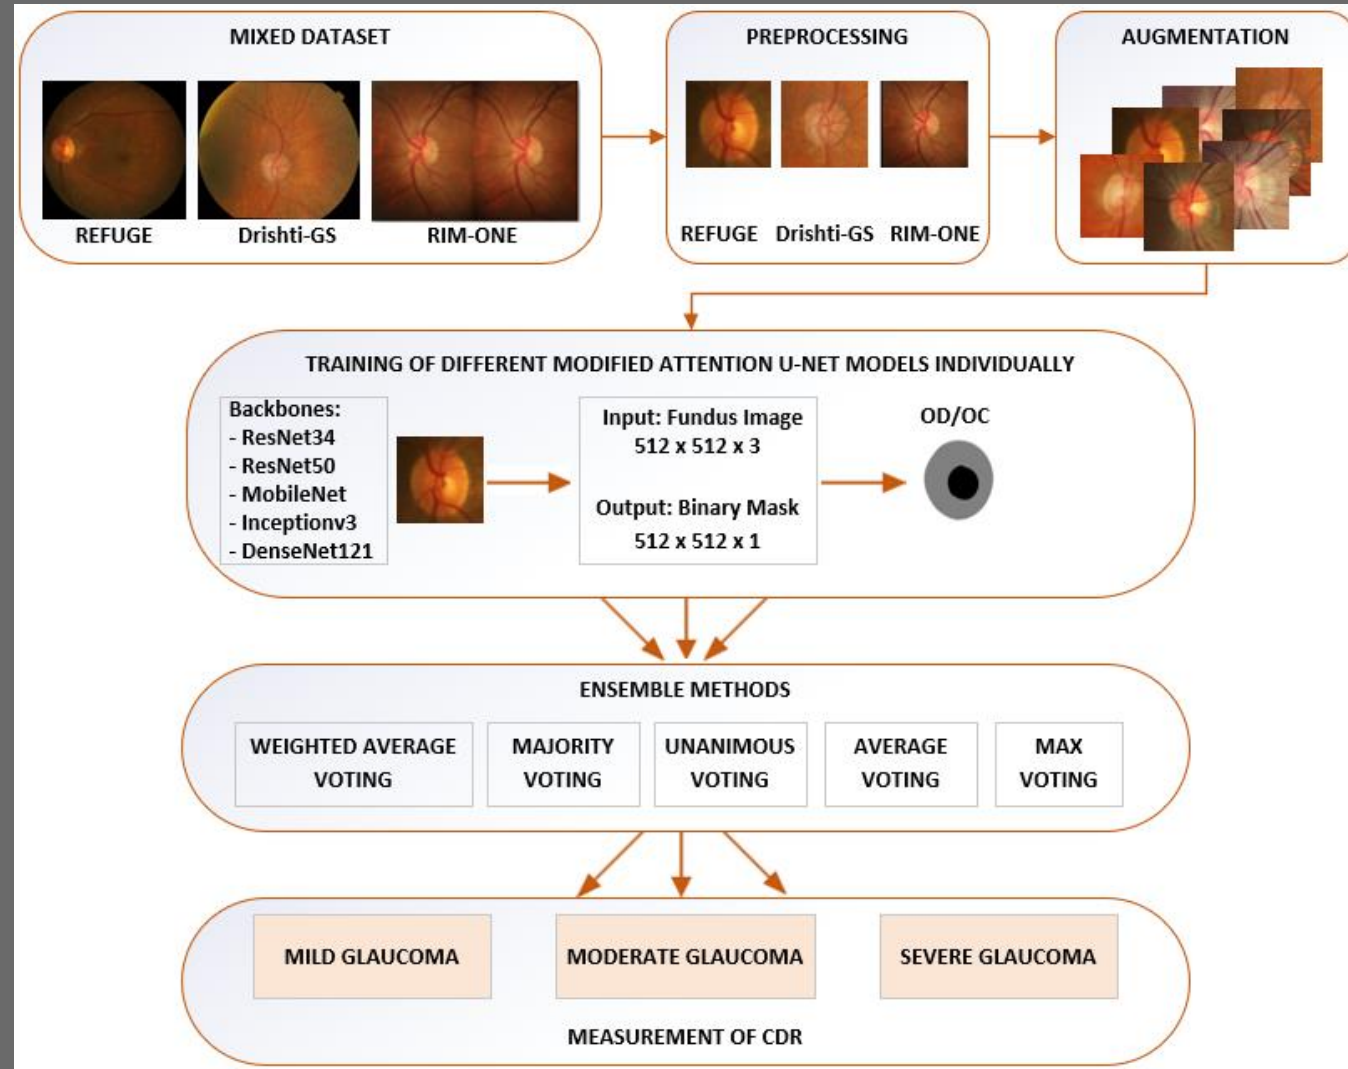 MIXED DATASET
REFUGE
Drishti-GS
RIM-ONE
PREPROCESSING
REFUGE
Drishti-GS
RIM-ONE
AUGMENTATION
TRAINING OF DIFFERENT MODIFIED ATTENTION U-NET MODELS INDIVIDUALLY
Backbones:
- ResNet34
- ResNet50
- MobileNet
- Inceptionv3
- DenseNet121
Input: Fundus Image
512 x 512 x 3
Output: Binary Mask
512 x 512 x 1
OD/OC
ENSEMBLE METHODS
WEIGHTED AVERAGE
VOTING
MAJORITY
VOTING
UNANIMOUS
VOTING
AVERAGE
VOTING
MAX
VOTING
MILD GLAUCOMA
MODERATE GLAUCOMA
SEVERE GLAUCOMA
MEASUREMENT OF CDR